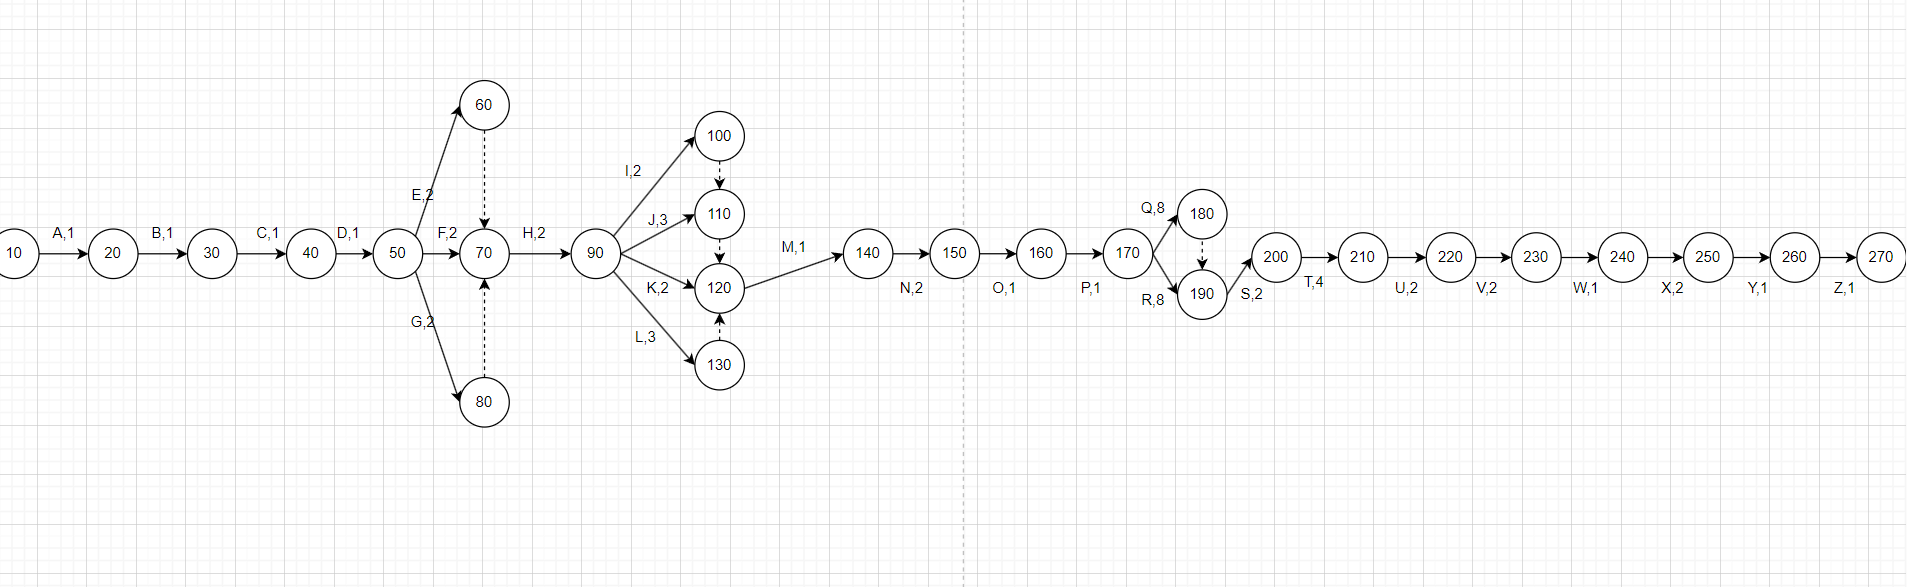 60
100
I,2
E,2
110
J,3
180
Q,8
A,1
B,1
C,1
D,1
F,2
H,2
M,1
10
20
30
40
50
70
90
140
150
160
170
200
210
220
230
240
250
260
270
K,2
120
N,2
O,1
P,1
R,8
190
S,2
T,4
U,2
V,2
W,1
X,2
Y,1
Z,1
G,2
L,3
130
80